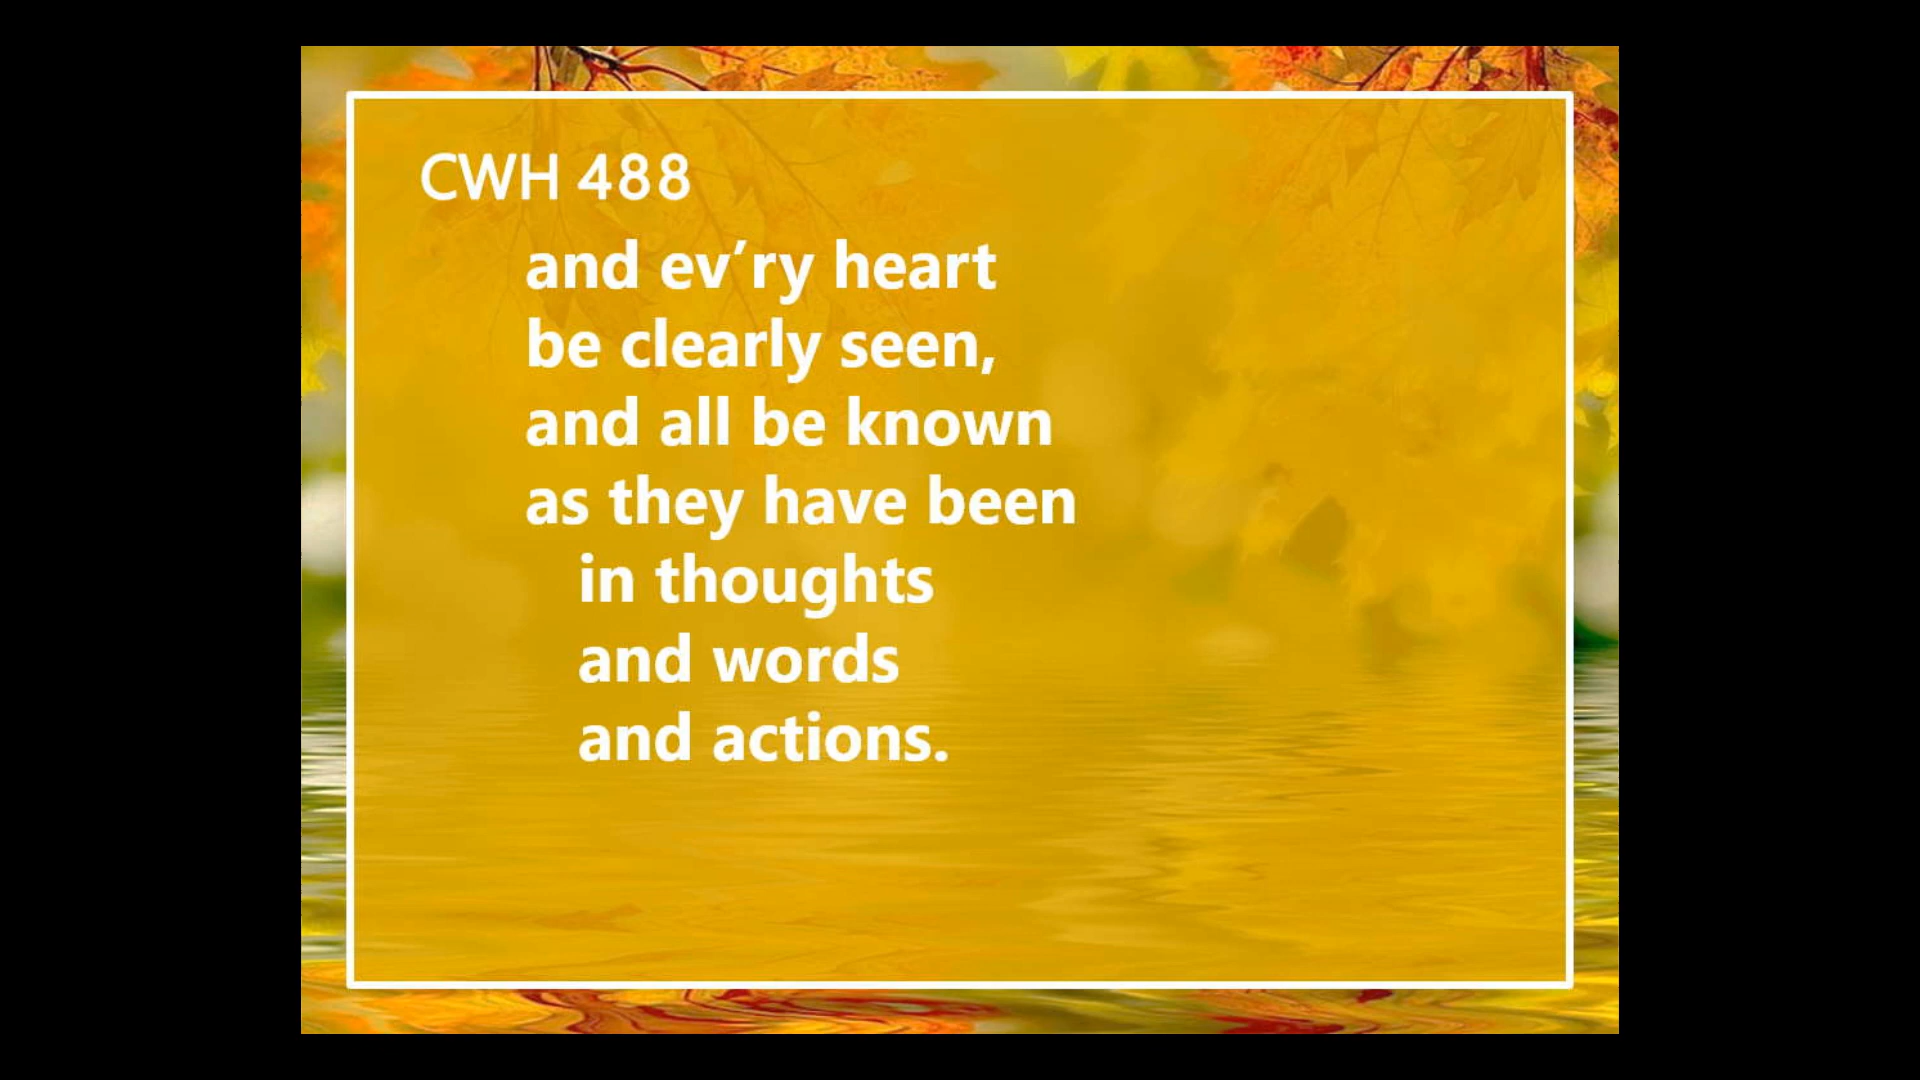 CWH 488
and ev’ry heart
be clearly seen,
and all be known
as they have been
in thoughts
and words
and actions.